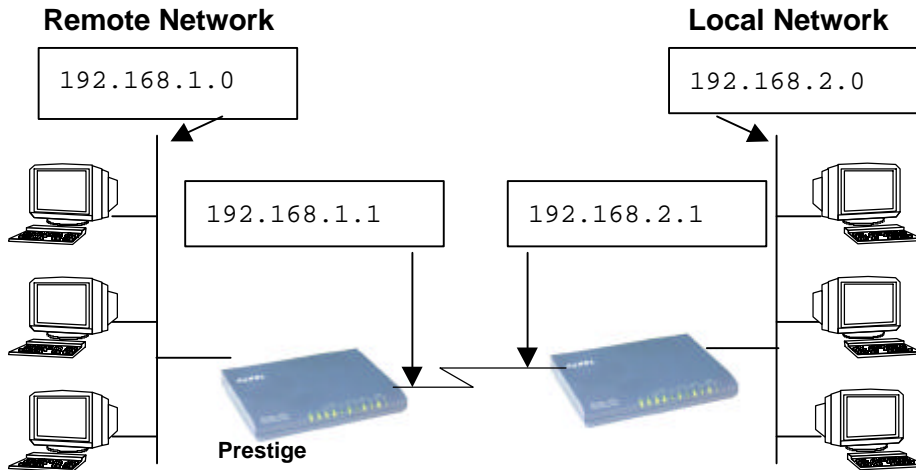 Remote Network
Local Network
192.168.1.0
192.168.2.0
192.168.1.1
192.168.2.1
Prestige